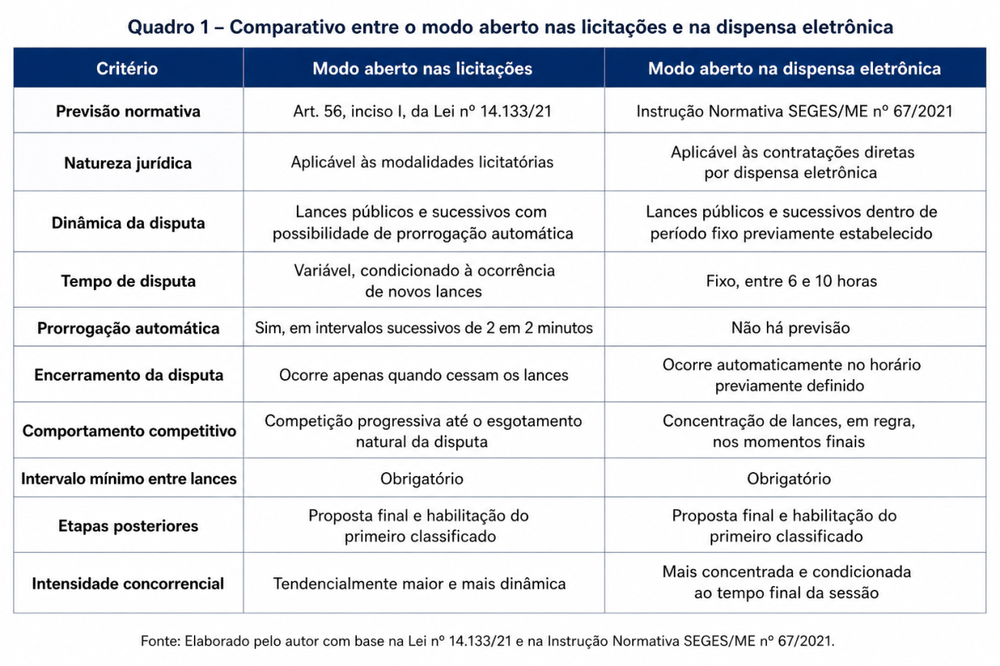 Quadro 1 – Comparativo entre o modo aberto nas licitações e na dispensa eletrônica
Critério
Modo aberto nas licitações
Modo aberto na dispensa eletrônica
Previsão normativa
Art. 56, inciso I, da Lei nº 14.133/21
Instrução Normativa SEGES/ME nº 67/2021
Natureza jurídica
Aplicável às modalidades licitatórias
Aplicável às contratações diretas
por dispensa eletrônica
Dinâmica da disputa
Lances públicos e sucessivos com
possibilidade de prorrogação automática
Lances públicos e sucessivos dentro de
período fixo previamente estabelecido
Tempo de disputa
Variável, condicionado à ocorrência
de novos lances
Fixo, entre 6 e 10 horas
Prorrogação automática
Sim, em intervalos sucessivos de 2 em 2 minutos
Não há previsão
Encerramento da disputa
Ocorre apenas quando cessam os lances
Ocorre automaticamente no horário
previamente definido
Comportamento competitivo
Competição progressiva até o esgotamento
natural da disputa
Concentração de lances, em regra,
nos momentos finais
Intervalo mínimo entre lances
Obrigatório
Obrigatório
Etapas posteriores
Proposta final e habilitação do
primeiro classificado
Proposta final e habilitação do
primeiro classificado
Intensidade concorrencial
Tendencialmente maior e mais dinâmica
Mais concentrada e condicionada
ao tempo final da sessão
Fonte: Elaborado pelo autor com base na Lei nº 14.133/21 e na Instrução Normativa SEGES/ME nº 67/2021.